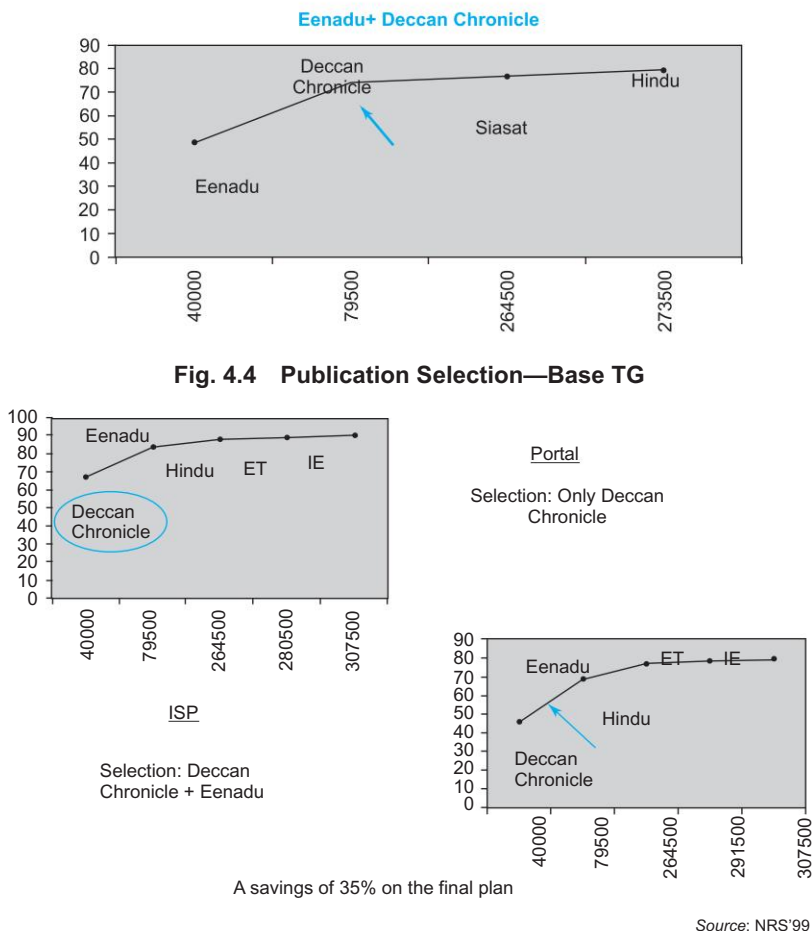 Eenadu+ Deccan Chronicle
90
80
70
60
50
40
30
20
10
0
Deccan
Chronicle
Hindu
Siasat
Eenadu
40000
79500
264500
273500
Fig. 4.4 Publication Selection—Base TG
100
90
80
70
60
50
40
30
20
10
0
Eenadu
Hindu
ET
IE
Deccan
Chronicle
40000
79500
264500
280500
307500
Portal
Selection: Only Deccan
Chronicle
ISP
Selection: Deccan
Chronicle + Eenadu
90
80
70
60
50
40
30
20
10
0
Eenadu
ET
IE
Hindu
Deccan
Chronicle
40000
79500
264500
291500
307500
A savings of 35% on the final plan
Source: NRS'99